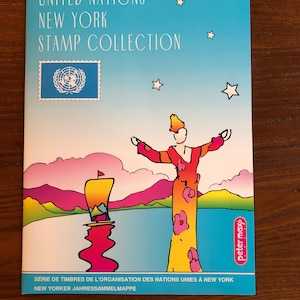 UNITED NATIONS
NEW YORK
STAMP COLLECTION
peter max
SÉRIE DE TIMBRES DE L'ORGANISATION DES NATIONS UNIES À NEW YORK
NEW YORKER JAHRESSAMMELMAPPE